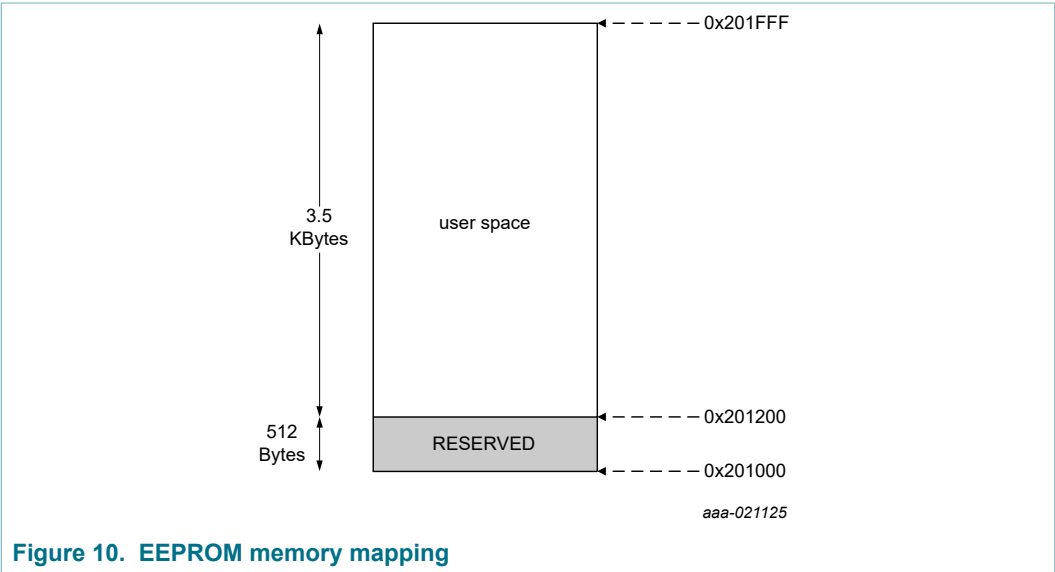 0x201FFF
3.5
KBytes
user space
0x201200
512
Bytes
RESERVED
0x201000
aaa-021125
Figure 10. EEPROM memory mapping